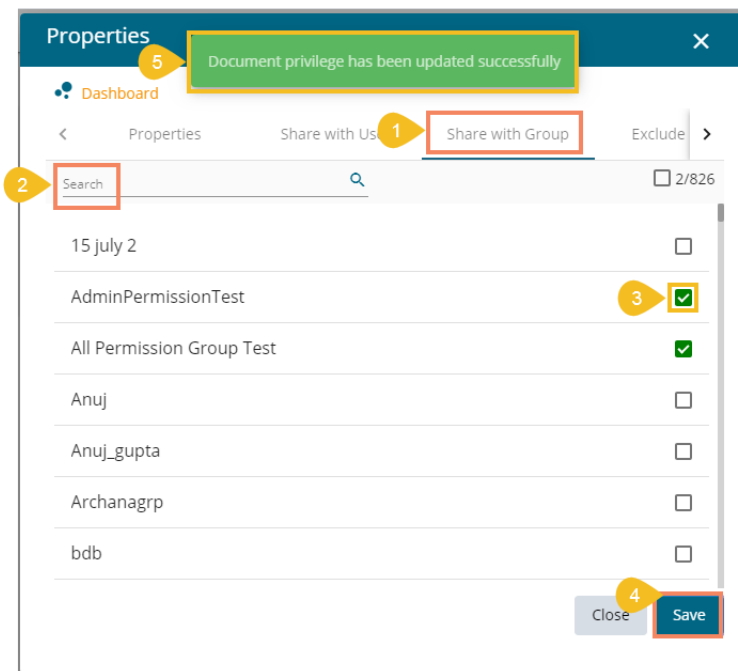 Properties
5
Document privilege has been updated successfully
Dashboard
Properties
Share with Us
1
Share with Group
Exclude
2
Search
2/826
15 july 2
AdminPermissionTest
3
All Permission Group Test
Anuj
Anuj_gupta
Archanagrp
bdb
4
Close
Save